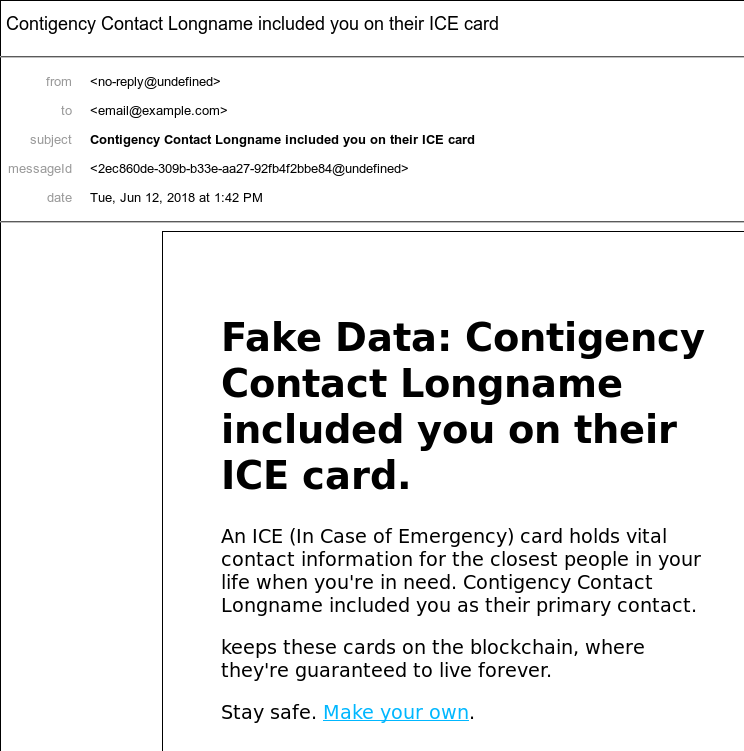 Contigency Contact Longname included you on their ICE card
from <no-reply@undefined>
to <email@example.com>
subject Contigency Contact Longname included you on their ICE card
messageId <2ec860de-309b-b33e-aa27-92fb4f2bbe84@undefined>
date Tue, Jun 12, 2018 at 1:42 PM
Fake Data: Contigency
Contact Longname
included you on their
ICE card.
An ICE (In Case of Emergency) card holds vital
contact information for the closest people in your
life when you're in need. Contigency Contact
Longname included you as their primary contact.
keeps these cards on the blockchain, where
they're guaranteed to live forever.
Stay safe. Make your own.